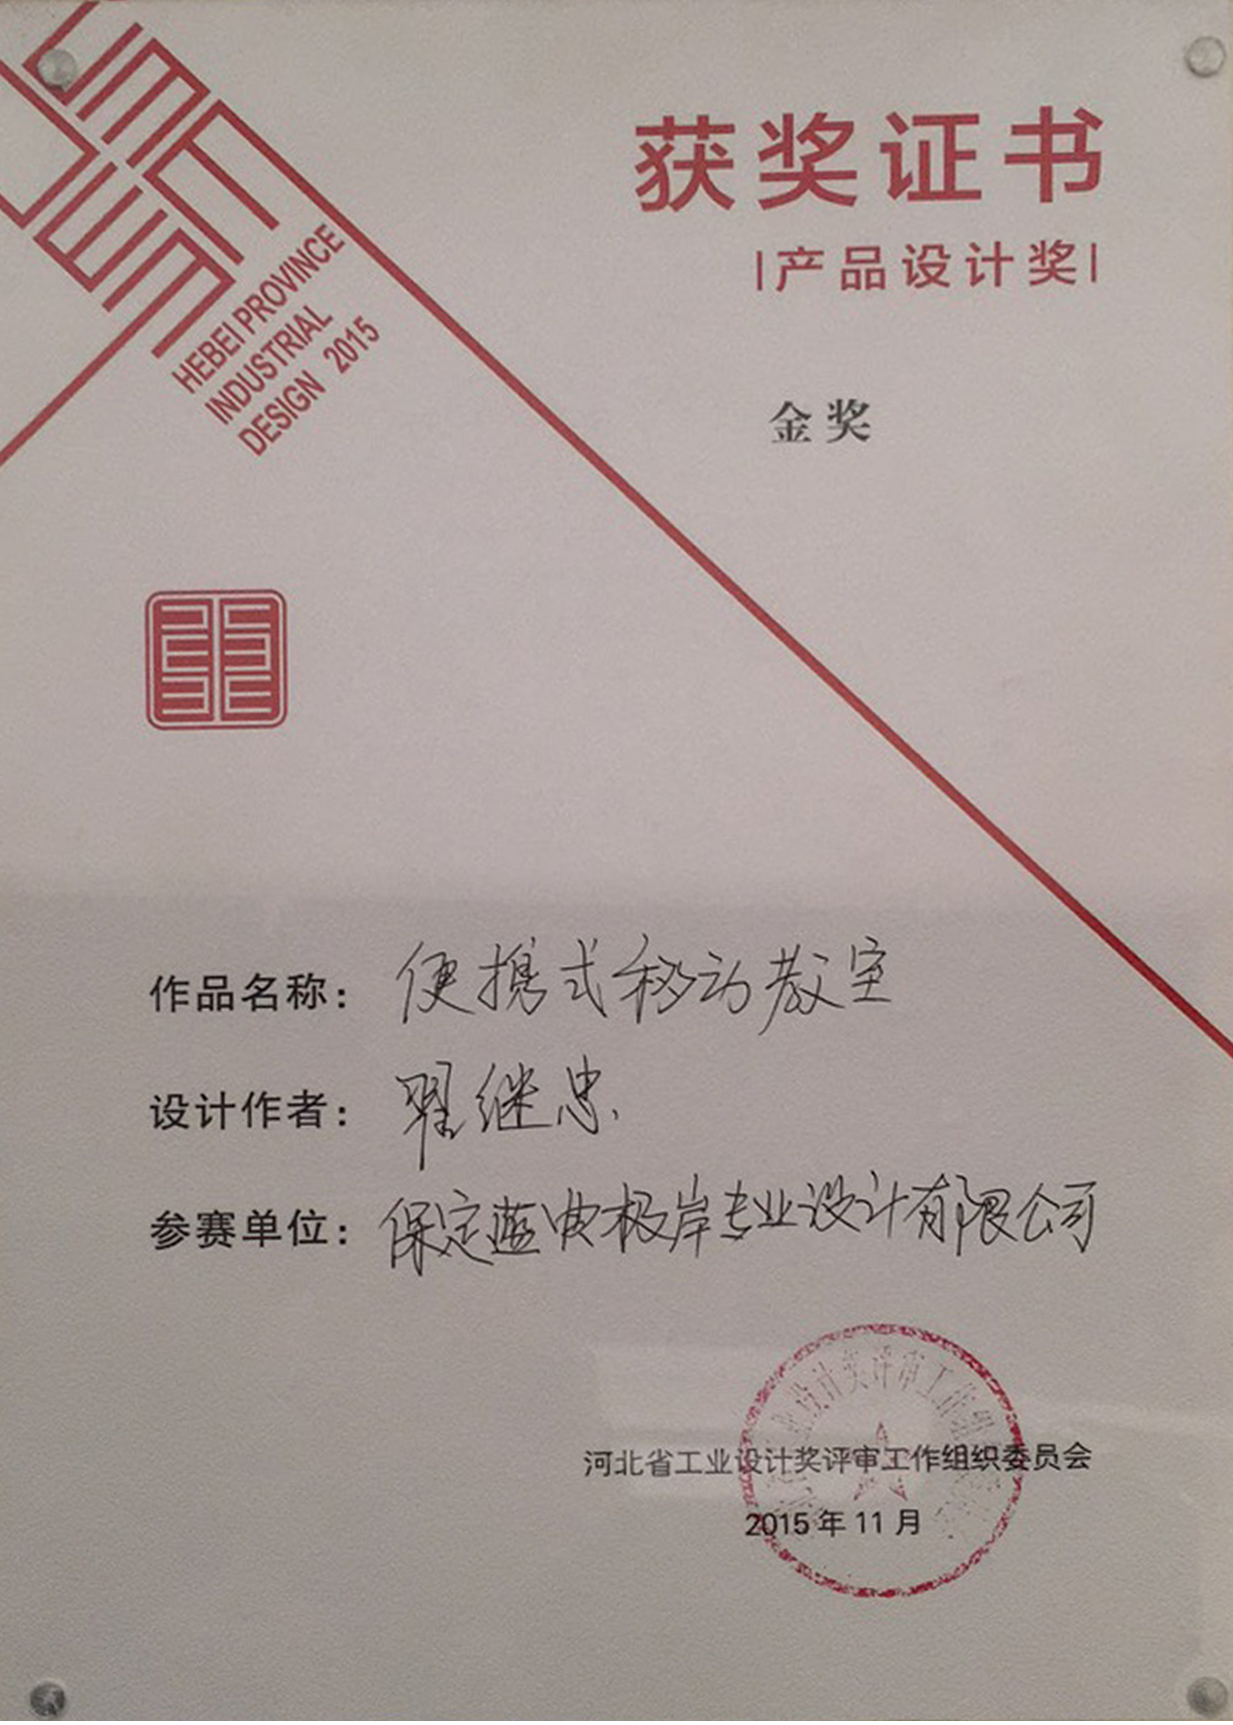 HEBEI PROVINCE
INDUSTRIAL
DESIGN 2015
获奖证书
产品设计奖
金奖
作品名称：便携式移动教室
设计作者：翟继忠
参赛单位：保定蓝也极岸专业设计有限公司
河北省工业设计奖评审工作组织委员会
2015年11月